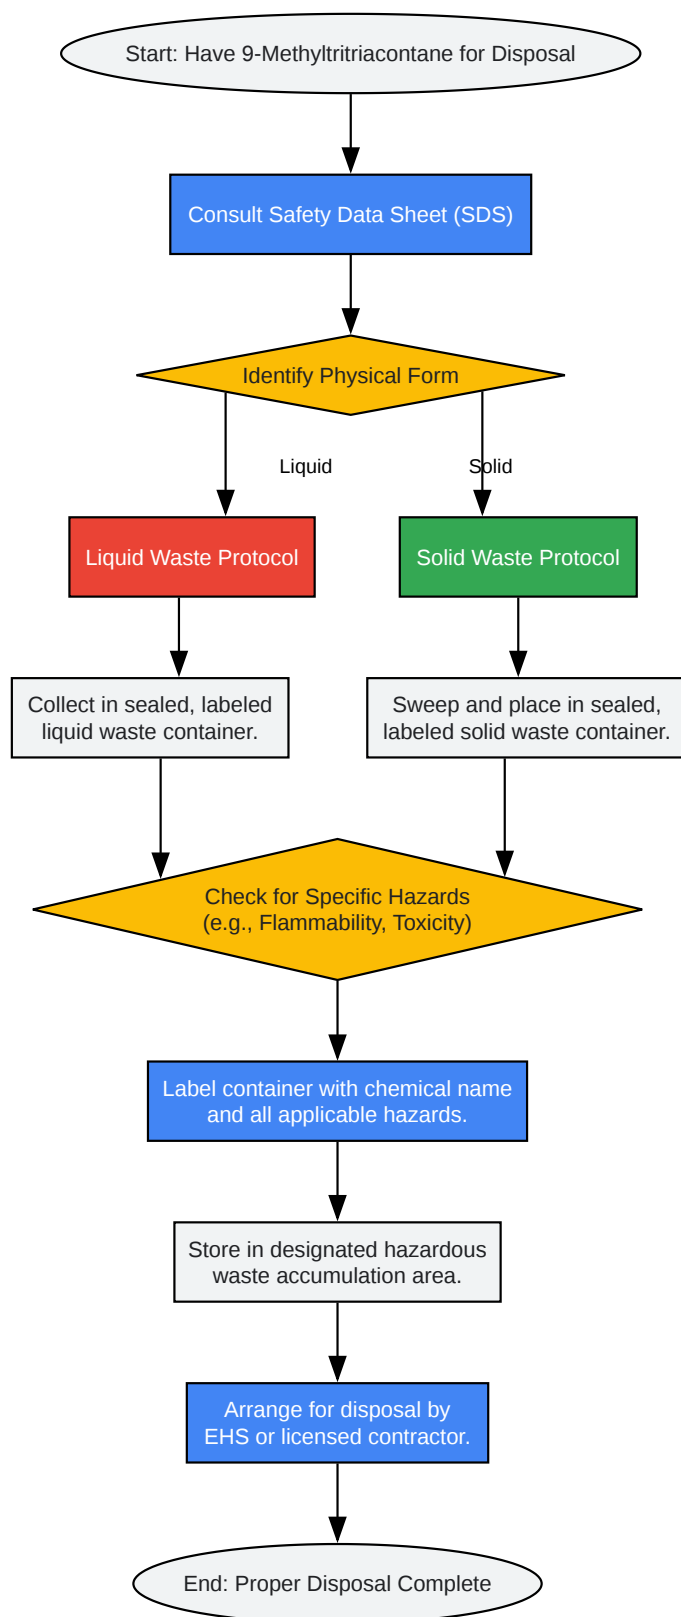 Start: Have 9-Methyltritriacontane for Disposal
Consult Safety Data Sheet (SDS)
Identify Physical Form
Liquid
Solid
Liquid Waste Protocol
Solid Waste Protocol
Collect in sealed, labeled
liquid waste container.
Sweep and place in sealed,
labeled solid waste container.
Check for Specific Hazards
(e.g., Flammability, Toxicity)
Label container with chemical name
and all applicable hazards.
Store in designated hazardous
waste accumulation area.
Arrange for disposal by
EHS or licensed contractor.
End: Proper Disposal Complete